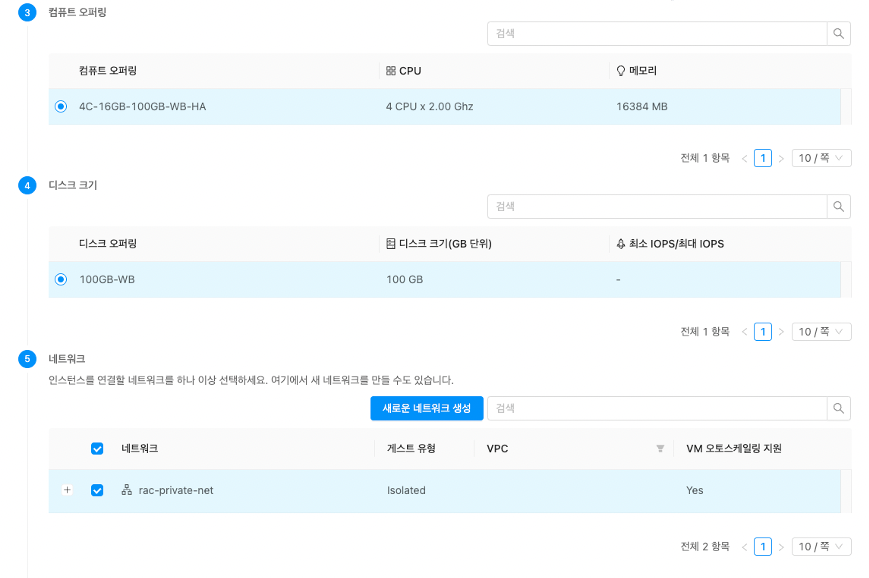 3 컴퓨트 오퍼링
검색
컴퓨트 오퍼링 CPU 메모리
4C-16GB-100GB-WB-HA 4 CPU x 2.00 Ghz 16384 MB
전체 1 항목 < 1 > 10 / 쪽
4 디스크 크기
검색
디스크 오퍼링 디스크 크기(GB 단위) 최소 IOPS/최대 IOPS
100GB-WB 100 GB -
전체 1 항목 < 1 > 10 / 쪽
5 네트워크
인스턴스를 연결할 네트워크를 하나 이상 선택하세요. 여기에서 새 네트워크를 만들 수도 있습니다.
새로운 네트워크 생성 검색
네트워크 게스트 유형 VPC VM 오토스케일링 지원
+ rac-private-net Isolated Yes
전체 2 항목 < 1 > 10 / 쪽